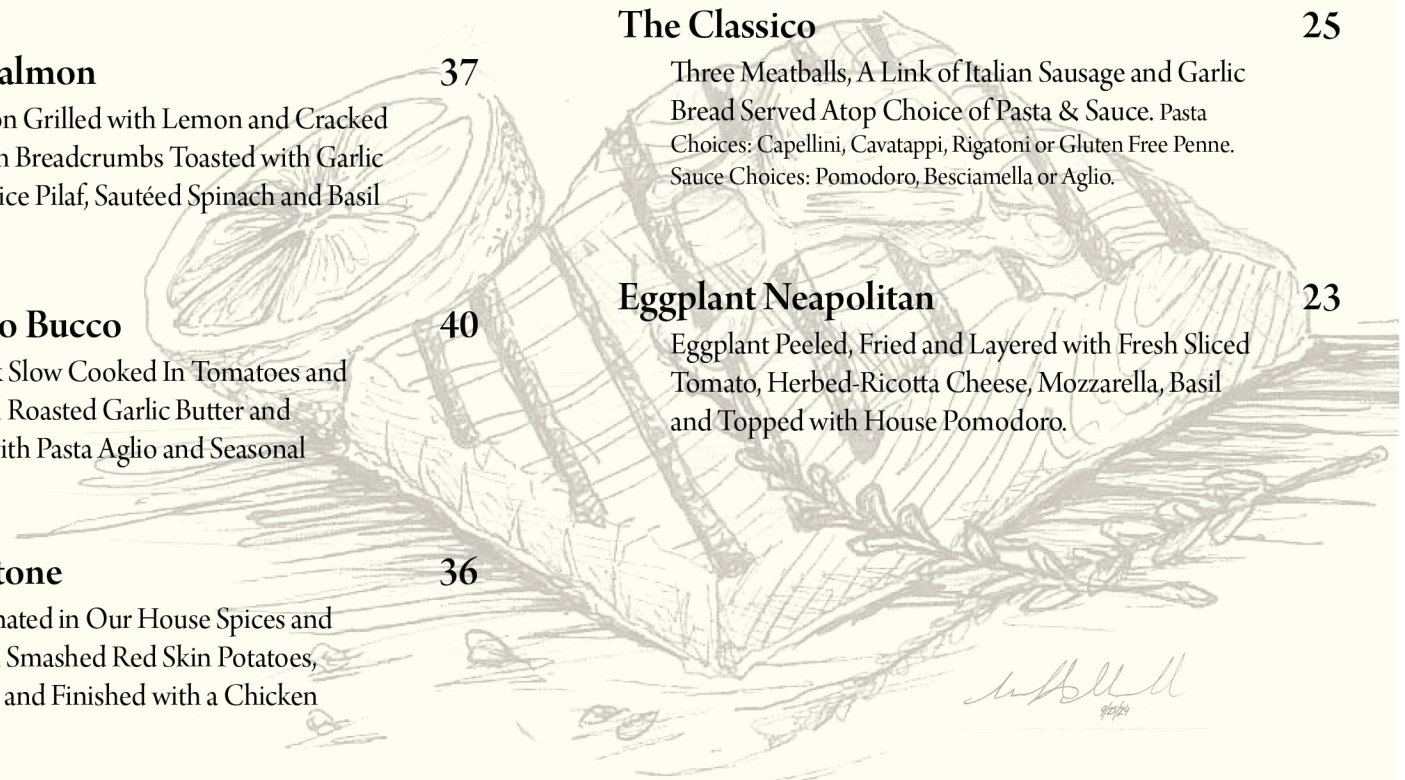 almon 37
on Grilled with Lemon and Cracked
Breadcrumbs Toasted with Garlic
ice Pilaf, Sautéed Spinach and Basil
o Bucco 40
Slow Cooked In Tomatoes and
Roasted Garlic Butter and
ith Pasta Aglio and Seasonal
tone 36
nated in Our House Spices and
Smashed Red Skin Potatoes,
and Finished with a Chicken
The Classico 25
Three Meatballs, A Link of Italian Sausage and Garlic
Bread Served Atop Choice of Pasta & Sauce. Pasta
Choices: Capellini, Cavatappi, Rigatoni or Gluten Free Penne.
Sauce Choices: Pomodoro, Besciamella or Aglio.
Eggplant Neapolitan 23
Eggplant Peeled, Fried and Layered with Fresh Sliced
Tomato, Herbed-Ricotta Cheese, Mozzarella, Basil
and Topped with House Pomodoro.
9/23/24